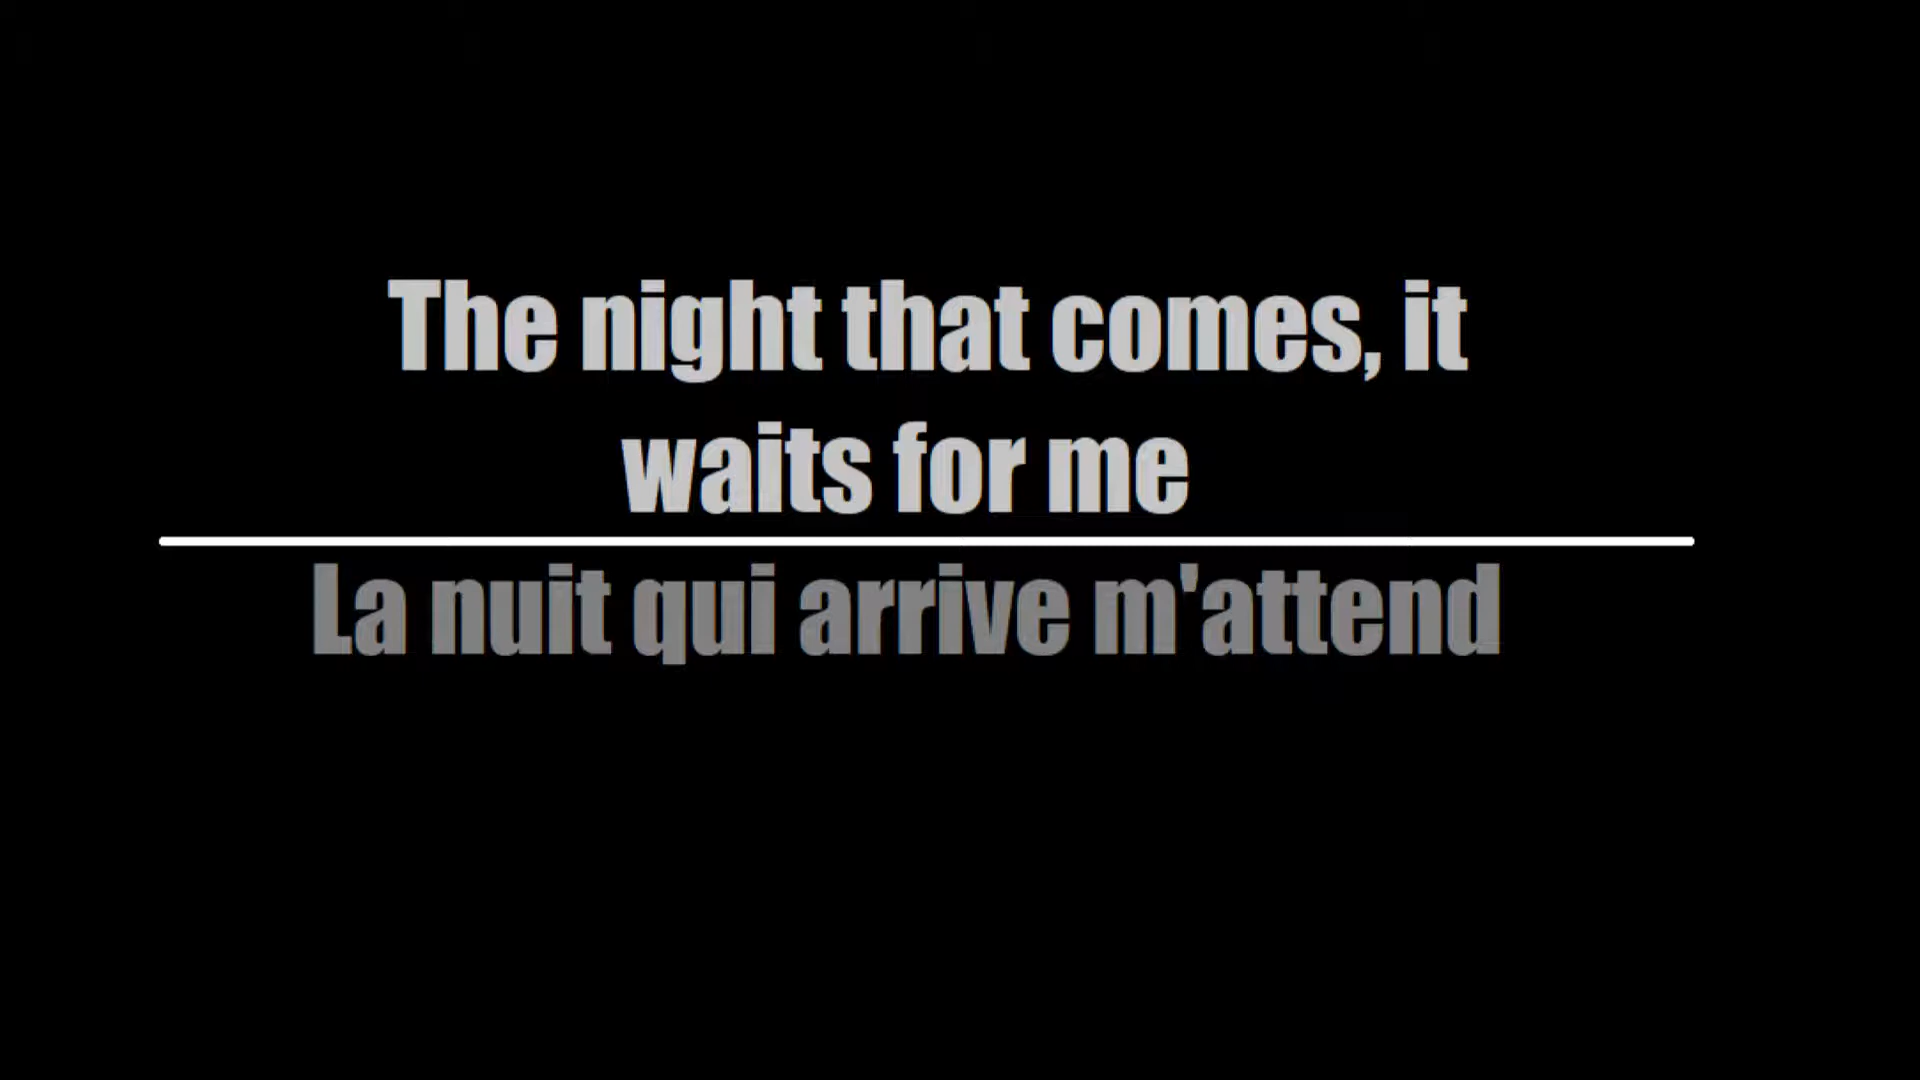 The night that comes, it
waits for me
La nuit qui arrive m'attend